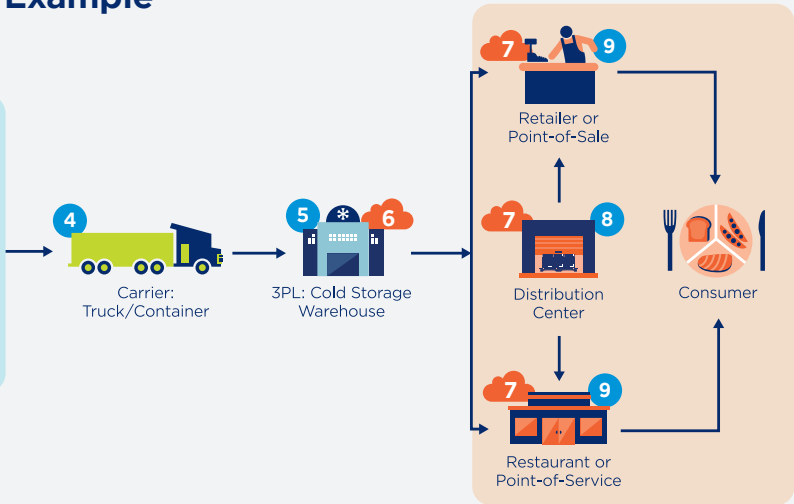 Example
4
Carrier:
Truck/Container
5
6
3PL: Cold Storage
Warehouse
7
9
Retailer or
Point-of-Sale
7
8
Distribution
Center
7
9
Restaurant or
Point-of-Service
Consumer